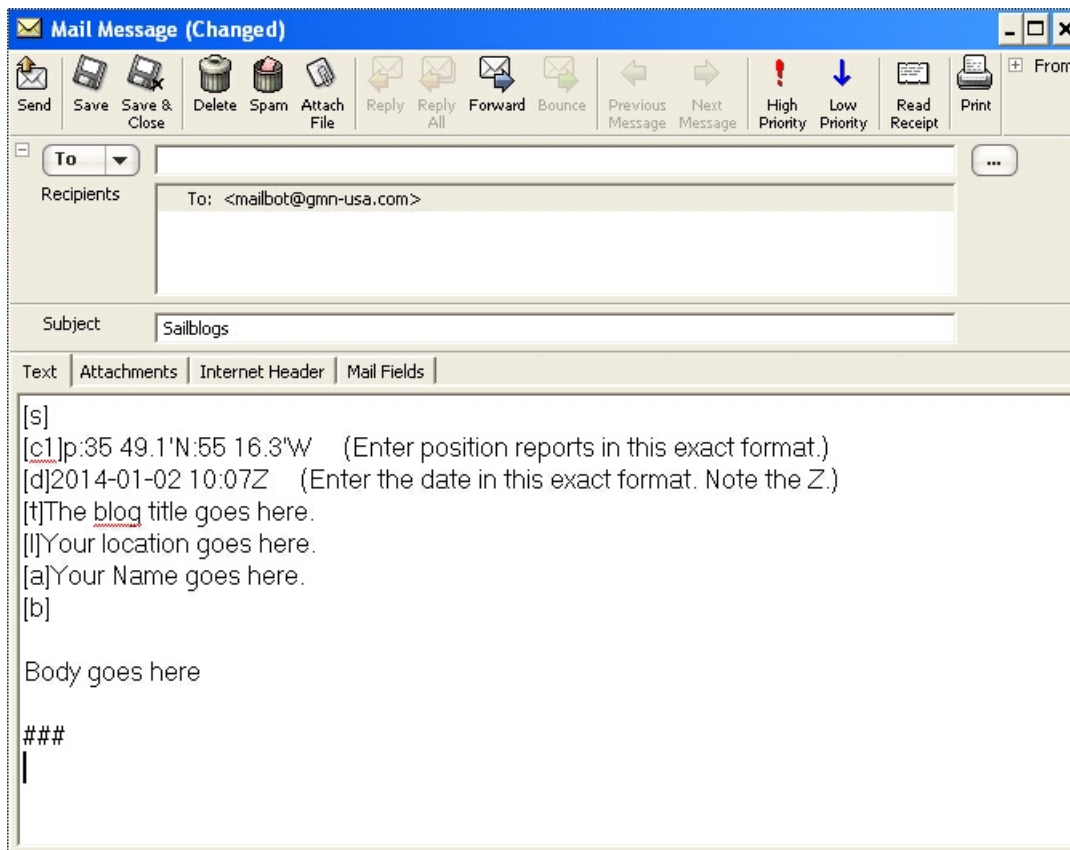 Mail Message (Changed)
Send Save Save & Close Delete Spam Attach File Reply Reply All Forward Bounce Previous Message Next Message High Priority Low Priority Read Receipt Print From
To
...
Recipients
To: <mailbot@gmn-usa.com>
Subject Sailblogs
Text Attachments Internet Header Mail Fields
[s]
[c1]p:35 49.1'N:55 16.3'W (Enter position reports in this exact format.)
[d]2014-01-02 10:07Z (Enter the date in this exact format. Note the Z.)
[t]The blog title goes here.
[l]Your location goes here.
[a]Your Name goes here.
[b]
Body goes here
###